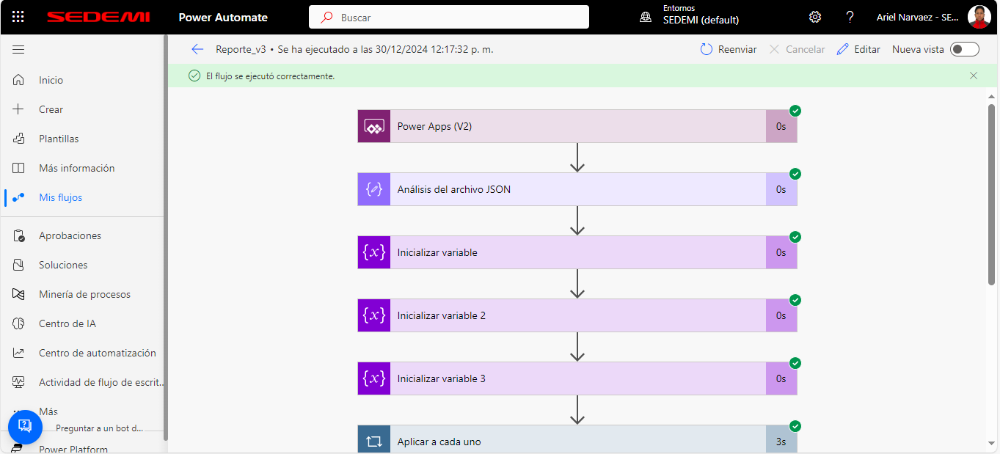 SEDEMI
Power Automate
Buscar
Entornos
SEDEMI (default)
?
Ariel Narvaez - SE...
Reporte_v3 • Se ha ejecutado a las 30/12/2024 12:17:32 p. m.
Reenviar
Cancelar
Editar
Nueva vista
El flujo se ejecutó correctamente.
Inicio
Crear
Plantillas
Más información
Mis flujos
Aprobaciones
Soluciones
Minería de procesos
Centro de IA
Centro de automatización
Actividad de flujo de escrit...
Más
Preguntar a un bot d...
Power Platform
Power Apps (V2)
0s
Análisis del archivo JSON
0s
{x}
Inicializar variable
0s
{x}
Inicializar variable 2
0s
{x}
Inicializar variable 3
0s
Aplicar a cada uno
3s